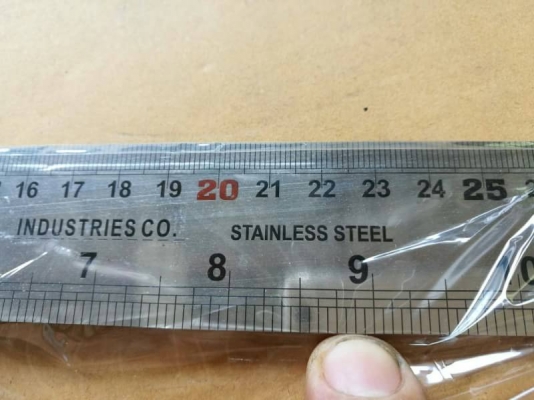 16 17 18 19 20 21 22 23 24 25
INDUSTRIES CO. STAINLESS STEEL
7 8 9